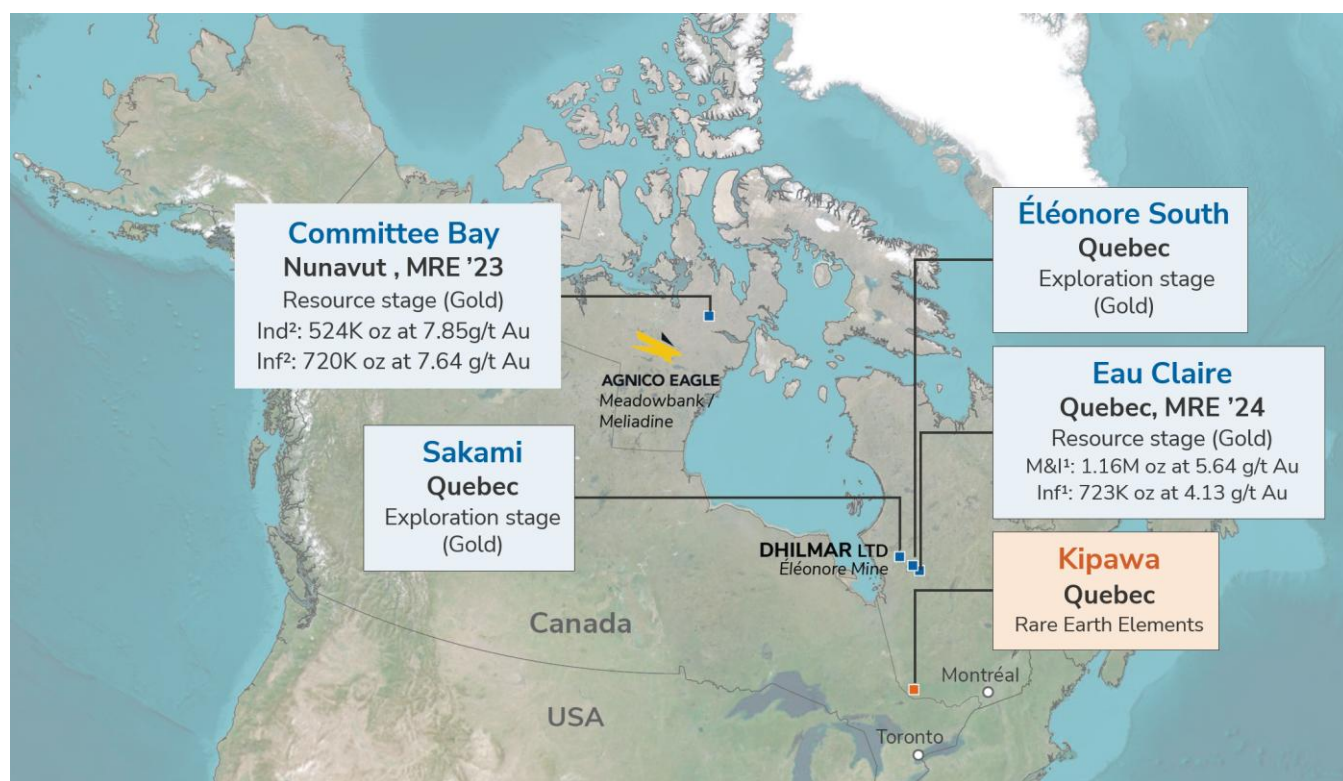 Committee Bay
Nunavut , MRE ’23
Resource stage (Gold)
Ind²: 524K oz at 7.85g/t Au
Inf²: 720K oz at 7.64 g/t Au
AGNICO EAGLE
Meadowbank /
Meliadine
Sakami
Quebec
Exploration stage
(Gold)
Éléonore South
Quebec
Exploration stage
(Gold)
Eau Claire
Quebec, MRE ’24
Resource stage (Gold)
M&I¹: 1.16M oz at 5.64 g/t Au
Inf¹: 723K oz at 4.13 g/t Au
DHILMAR LTD
Éléonore Mine
Kipawa
Quebec
Rare Earth Elements
Canada
USA
Montréal
Toronto